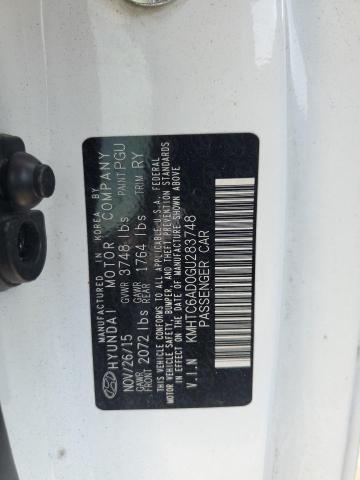 MANUFACTURED IN KOREA BY
HYUNDAI MOTOR COMPANY
NOV/26/15 GVWR 3748 lbs PAINT PGU
GAWR FRONT 2072 lbs GAWR REAR 1764 lbs TRIM RY
THIS VEHICLE CONFORMS TO ALL APPLICABLE U.S.A. FEDERAL
MOTOR VEHICLE SAFETY, BUMPER, AND THEFT PREVENTION STANDARDS
IN EFFECT ON THE DATE OF MANUFACTURE SHOWN ABOVE
V.I.N KMHTC6AD0GU283748
PASSENGER CAR